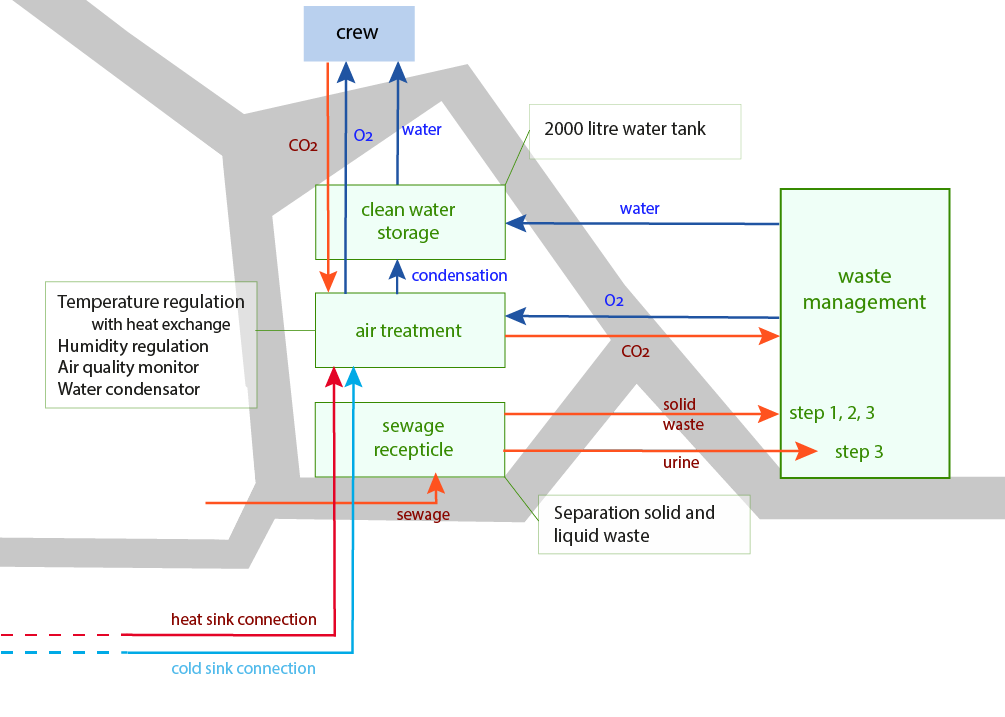 crew
CO2
O2
water
2000 litre water tank
clean water
storage
water
condensation
waste
management
Temperature regulation
with heat exchange
Humidity regulation
Air quality monitor
Water condensator
air treatment
O2
CO2
sewage
recepticle
solid
waste
step 1, 2, 3
urine
step 3
sewage
Separation solid and
liquid waste
heat sink connection
cold sink connection